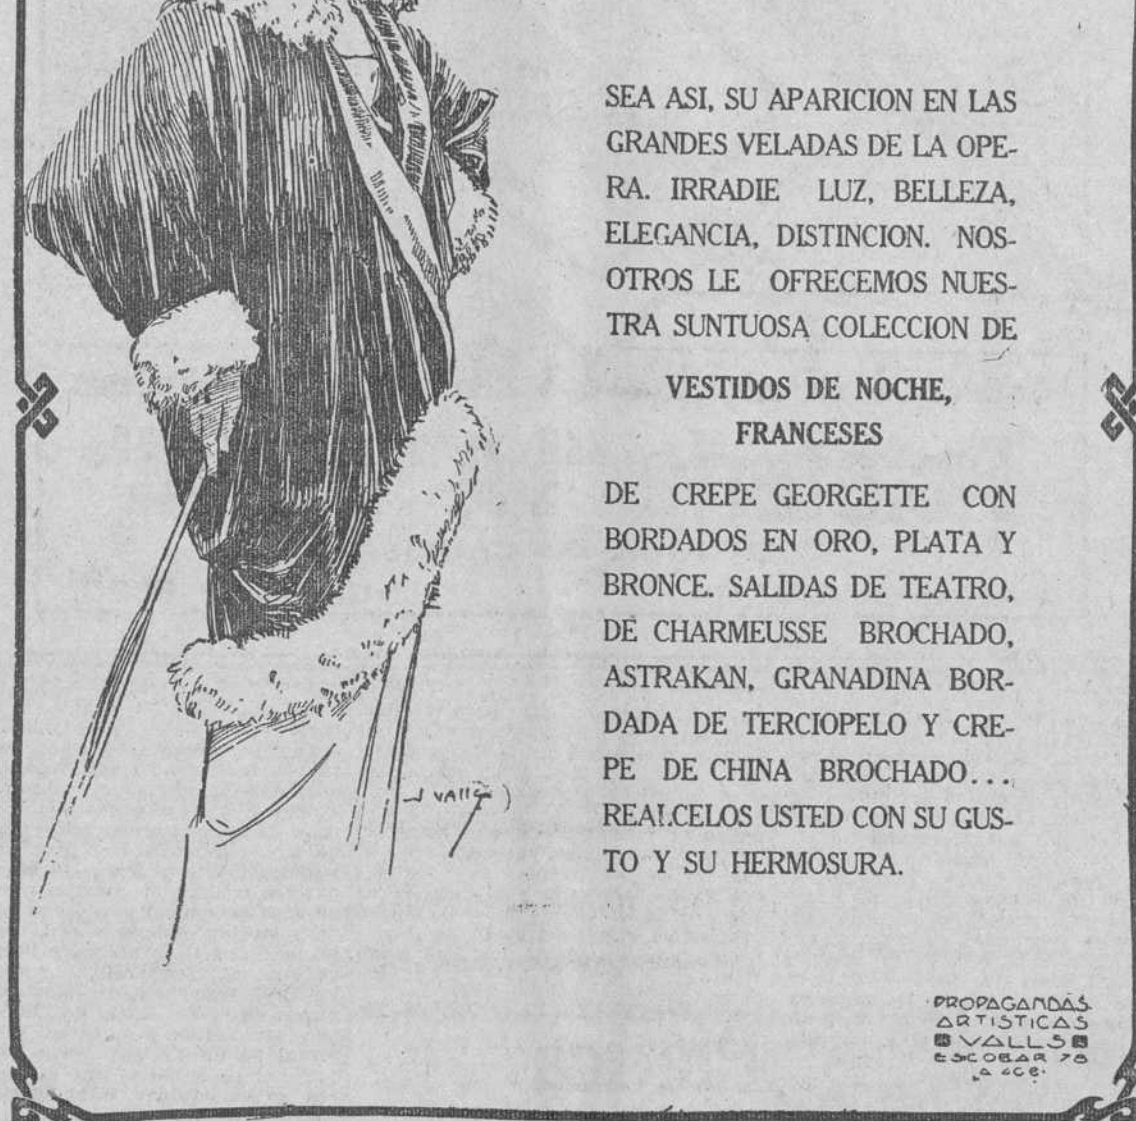 SEA ASI, SU APARICION EN LAS
GRANDES VELADAS DE LA OPE-
RA. IRRADIE LUZ, BELLEZA,
ELEGANCIA, DISTINCION. NOS-
OTROS LE OFRECEMOS NUES-
TRA SUNTUOSA COLECCION DE
VESTIDOS DE NOCHE,
FRANCESES
DE CREPE GEORGETTE CON
BORDADOS EN ORO, PLATA Y
BRONCE. SALIDAS DE TEATRO,
DE CHARMEUSSE BROCHADO,
ASTRAKAN, GRANADINA BOR-
DADA DE TERCIOPELO Y CRE-
PE DE CHINA BROCHADO...
REALCELOS USTED CON SU GUS-
TO Y SU HERMOSURA.
J VALLS
PROPAGANDAS
ARTISTICAS
VALLS
ESCOBAR 78